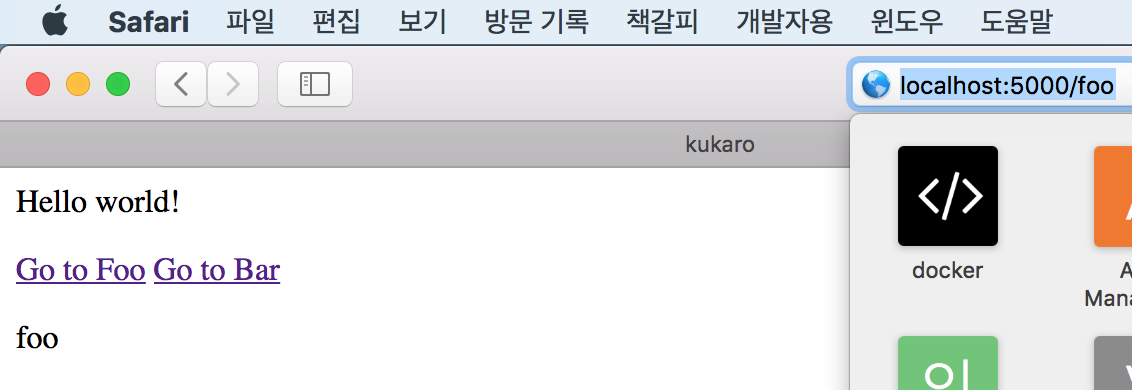 Safari 파일 편집 보기 방문 기록 책갈피 개발자용 윈도우 도움말
localhost:5000/foo
kukaro
Hello world!
Go to Foo Go to Bar
foo
</>
docker